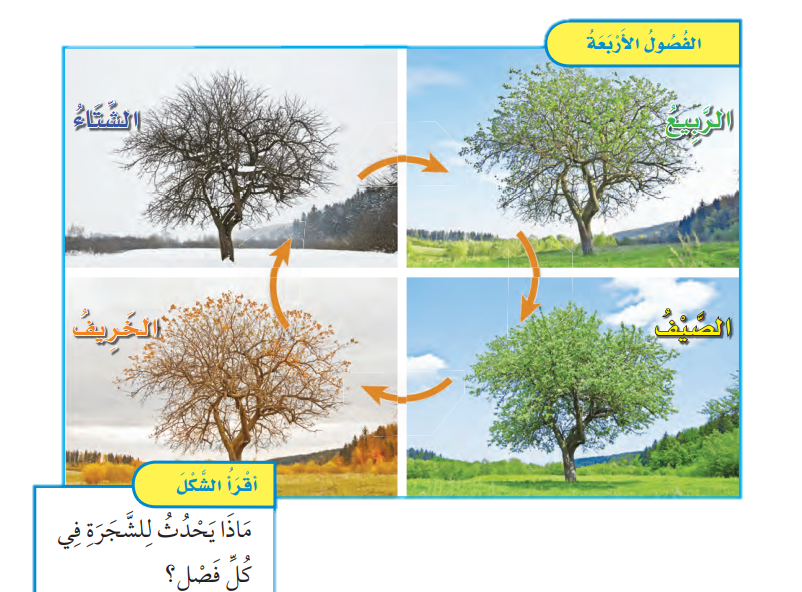 الفُصُولُ الأَرْبَعَةُ
الرَّبِيعُ
الشِّتَاءُ
الصَّيْفُ
الخَرِيفُ
أَقْرَأُ الشَّكْلَ
مَاذَا يَحْدُثُ لِلشَّجَرَةِ فِي
كُلِّ فَصْلٍ؟